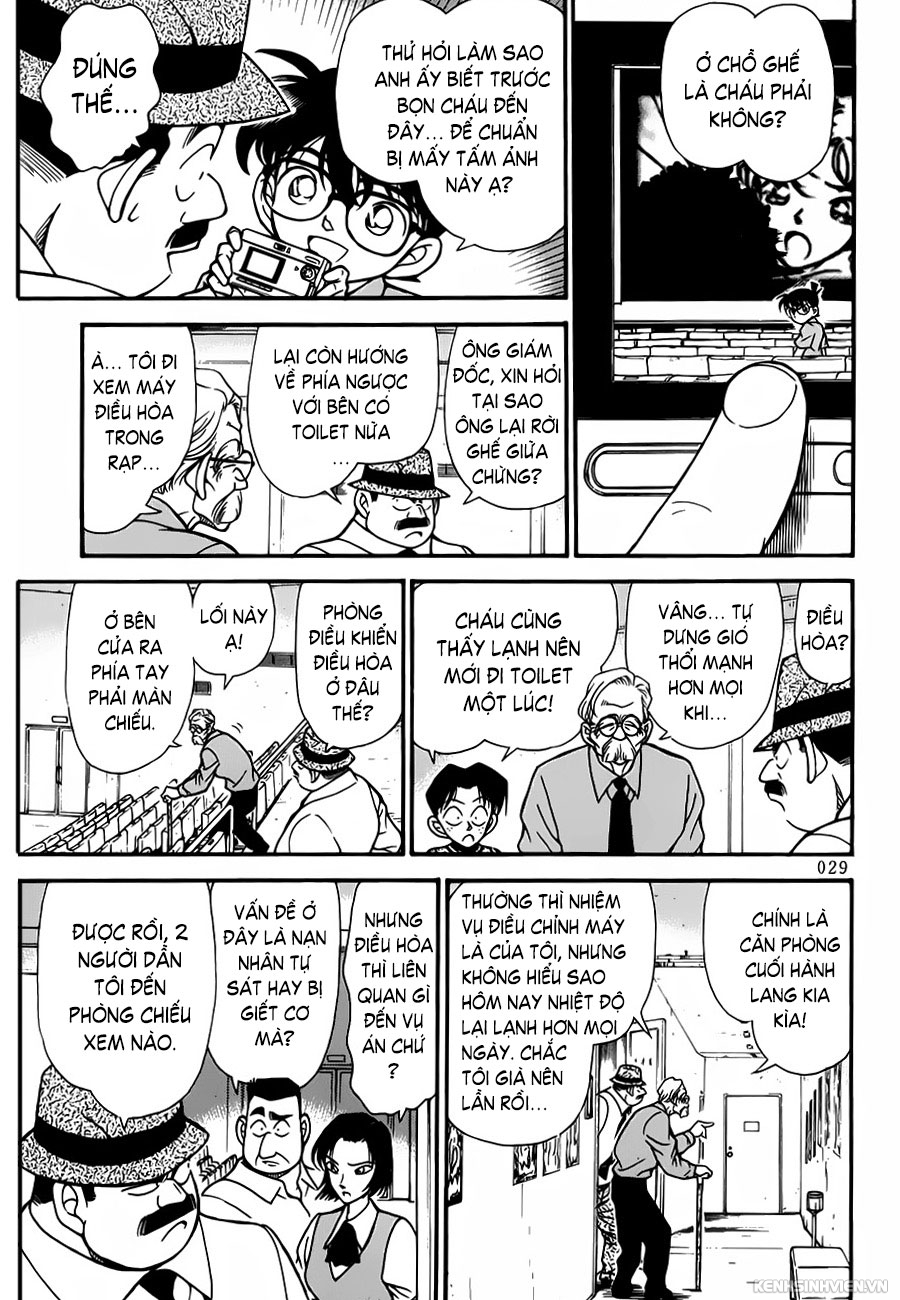 Ở CHỖ GHẾ
LÀ CHÁU PHẢI
KHÔNG?
THỬ HỎI LÀM SAO
ANH ẤY BIẾT TRƯỚC
BỌN CHÁU ĐẾN
ĐÂY... ĐỂ CHUẨN
BỊ MẤY TẤM ẢNH
NÀY Ạ?
ĐÚNG
THẾ...
ÔNG GIÁM
ĐỐC, XIN HỎI
TẠI SAO
ÔNG LẠI RỜI
GHẾ GIỮA
CHỪNG?
LẠI CÒN HƯỚNG
VỀ PHÍA NGƯỢC
VỚI BÊN CÓ
TOILET NỮA
...
À... TÔI ĐI
XEM MÁY
ĐIỀU HÒA
TRONG
RẠP...
ĐIỀU
HÒA?
VÂNG... TỰ
DƯNG GIÓ
THỔI MẠNH
HƠN MỌI
KHI...
CHÁU CŨNG
THẤY LẠNH NÊN
MỚI ĐI TOILET
MỘT LÚC!
PHÒNG
ĐIỀU KHIỂN
ĐIỀU HÒA
Ở ĐÂU
THẾ?
LỐI NÀY
Ạ!
Ở BÊN
CỬA RA
PHÍA TAY
PHẢI MÀN
CHIẾU.
029
CHÍNH LÀ
CĂN PHÒNG
CUỐI HÀNH
LANG KIA
KÌA!
THƯỜNG THÌ NHIỆM
VỤ ĐIỀU CHỈNH MÁY
LÀ CỦA TÔI, NHƯNG
KHÔNG HIỂU SAO
HÔM NAY NHIỆT ĐỘ
LẠI LẠNH HƠN MỌI
NGÀY. CHẮC
TÔI GIÀ NÊN
LẨN RỒI...
NHƯNG
ĐIỀU HÒA
THÌ LIÊN
QUAN GÌ
ĐẾN VỤ
ÁN CHỨ
?
VẤN ĐỀ Ở
ĐÂY LÀ NẠN
NHÂN TỰ
SÁT HAY BỊ
GIẾT CƠ
MÀ?
ĐƯỢC RỒI, 2
NGƯỜI DẪN
TÔI ĐẾN
PHÒNG CHIẾU
XEM NÀO.
KENHSINHVIEN.VN